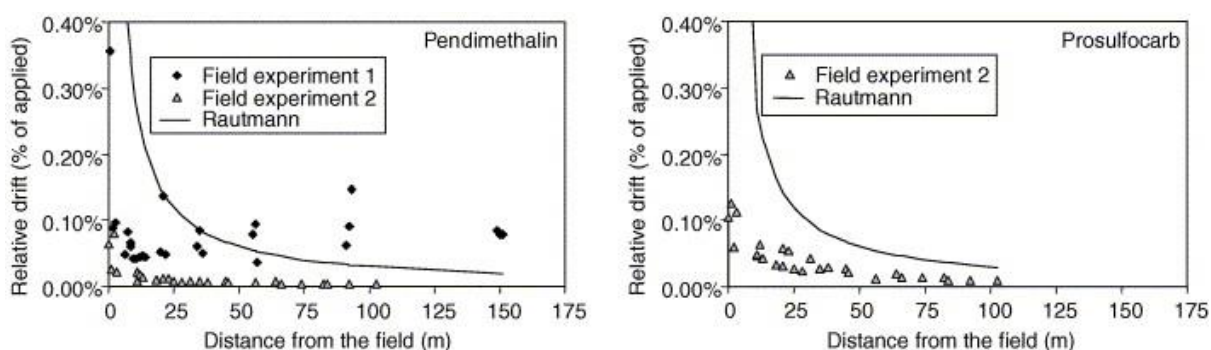 0.40%
0.30%
0.20%
0.10%
0.00%
Relative drift (% of applied)
Pendimethalin
Field experiment 1
Field experiment 2
Rautmann
0 25 50 75 100 125 150 175
Distance from the field (m)
0.40%
0.30%
0.20%
0.10%
0.00%
Relative drift (% of applied)
Prosulfocarb
Field experiment 2
Rautmann
0 25 50 75 100 125 150 175
Distance from the field (m)